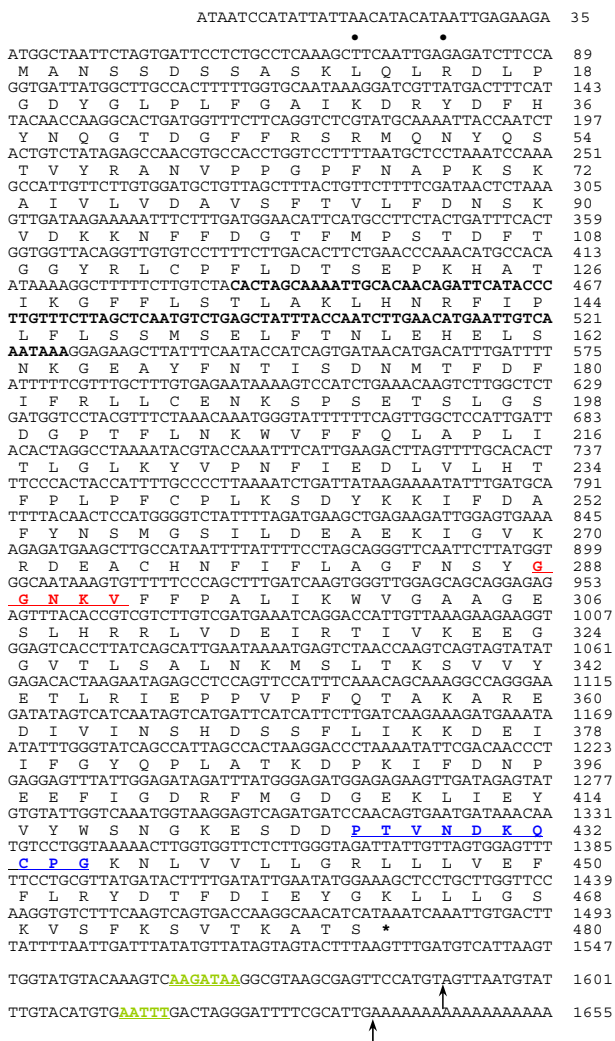 ATAATCCATATTATTAACATACATAATTGAGAAGA 35
• •
ATGGCTAATTCTAGTGATTCCTCTGCCTCAAAGCTTCAATTGAGAGATCTTCCA 89
M A N S S D S S A S K L Q L R D L P 18
GGTGATTATGGCTTGCCACTTTTTGGTGCAATAAAGGATCGTTATGACTTTCAT 143
G D Y G L P L F G A I K D R Y D F H 36
TACAACCAAGGCACTGATGGTTTCTTCAGGTCTCGTATGCAAAATTACCAATCT 197
Y N Q G T D G F F R S R M Q N Y Q S 54
ACTGTCTATAGAGCCAACGTGCCACCTGGTCCTTTTAATGCTCCTAAATCCAAA 251
T V Y R A N V P P G P F N A P K S K 72
GCCATTGTTCTTGTGGATGCTGTTAGCTTTACTGTTCTTTTCGATAACTCTAAA 305
A I V L V D A V S F T V L F D N S K 90
GTTGATAAGAAAAATTTCTTTGATGGAACATTCATGCCTTCTACTGATTTCACT 359
V D K K N F F D G T F M P S T D F T 108
GGTGGTTACAGGTTGTGTCCTTTTCTTGACACTTCTGAACCCAAACATGCCACA 413
G G Y R L C P F L D T S E P K H A T 126
ATAAAAGGCTTTTTCTTGTCTACACTAGCAAAATTGCACAACAGATTCATACCC 467
I K G F F L S T L A K L H N R F I P 144
TTGTTTCTTAGCTCAATGTCTGAGCTATTTACCAATCTTGAACATGAATTGTCA 521
L F L S S M S E L F T N L E H E L S 162
AATAAAGGAGAAGCTTATTTCAATACCATCAGTGATAACATGACATTTGATTTT 575
N K G E A Y F N T I S D N M T F D F 180
ATTTTTCGTTTGCTTTGTGAGAATAAAAGTCCATCTGAAACAAGTCTTGGCTCT 629
I F R L L C E N K S P S E T S L G S 198
GATGGTCCTACGTTTCTAAACAAATGGGTATTTTTTCAGTTGGCTCCATTGATT 683
D G P T F L N K W V F F Q L A P L I 216
ACACTAGGCCTAAAATACGTACCAAATTTCATTGAAGACTTAGTTTTGCACACT 737
T L G L K Y V P N F I E D L V L H T 234
TTCCCACTACCATTTTGCCCCTTAAAATCTGATTATAAGAAAATATTTGATGCA 791
F P L P F C P L K S D Y K K I F D A 252
TTTTACAACTCCATGGGGTCTATTTTAGATGAAGCTGAGAAGATTGGAGTGAAA 845
F Y N S M G S I L D E A E K I G V K 270
AGAGATGAAGCTTGCCATAATTTTATTTTCCTAGCAGGGTTCAATTCTTATGGT 899
R D E A C H N F I F L A G F N S Y G 288
GGCAATAAAGTGTTTTTCCCAGCTTTGATCAAGTGGGTTGGAGCAGCAGGAGAG 953
G N K V F F P A L I K W V G A A G E 306
AGTTTACACCGTCGTCTTGTCGATGAAATCAGGACCATTGTTAAAGAAGAAGGT 1007
S L H R R L V D E I R T I V K E E G 324
GGAGTCACCTTATCAGCATTGAATAAAATGAGTCTAACCAAGTCAGTAGTATAT 1061
G V T L S A L N K M S L T K S V V Y 342
GAGACACTAAGAATAGAGCCTCCAGTTCCATTTCAAACAGCAAAGGCCAGGGAA 1115
E T L R I E P P V P F Q T A K A R E 360
GATATAGTCATCAATAGTCATGATTCATCATTCTTGATCAAGAAAGATGAAATA 1169
D I V I N S H D S S F L I K K D E I 378
ATATTTGGGTATCAGCCATTAGCCACTAAGGACCCTAAAATATTCGACAACCCT 1223
I F G Y Q P L A T K D P K I F D N P 396
GAGGAGTTTATTGGAGATAGATTTATGGGAGATGGAGAGAAGTTGATAGAGTAT 1277
E E F I G D R F M G D G E K L I E Y 414
GTGTATTGGTCAAATGGTAAGGAGTCAGATGATCCAACAGTGAATGATAAACAA 1331
V Y W S N G K E S D D P T V N D K Q 432
TGTCCTGGTAAAAACTTGGTGGTTCTCTTGGGTAGATTATTGTTAGTGGAGTTT 1385
C P G K N L V V L L G R L L L V E F 450
TTCCTGCGTTATGATACTTTTGATATTGAATATGGAAAGCTCCTGCTTGGTTCC 1439
F L R Y D T F D I E Y G K L L L G S 468
AAGGTGTCTTTCAAGTCAGTGACCAAGGCAACATCATAAATCAAATTGTGACTT 1493
K V S F K S V T K A T S * 480
TATTTTAATTGATTTATATGTTATAGTAGTACTTTAAGTTTGATGTCATTAAGT 1547
TGGTATGTACAAAGTCAAGATAAGGCGTAAGCGAGTTCCATGTAGTTAATGTAT 1601
TTGTACATGTGAATTTGACTAGGGATTTTCGCATTGAAAAAAAAAAAAAAAAAA 1655